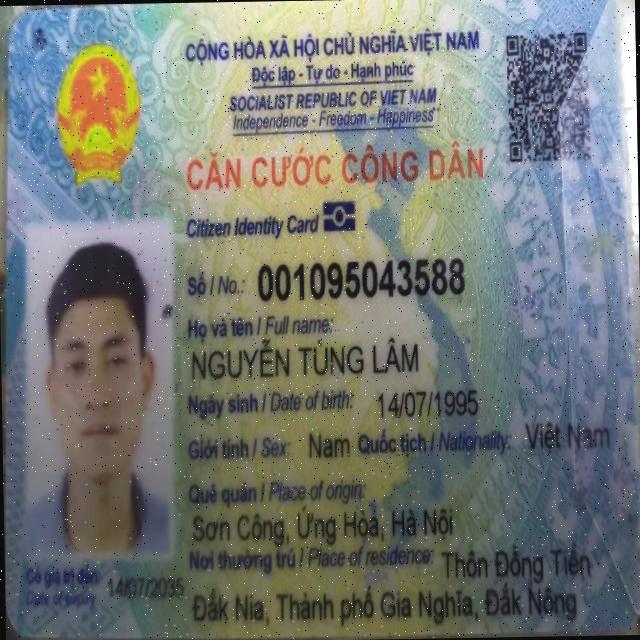 CỘNG HÒA XÃ HỘI CHỦ NGHĨA VIỆT NAM
Độc lập - Tự do - Hạnh phúc
SOCIALIST REPUBLIC OF VIET NAM
Independence - Freedom - Happiness
CĂN CƯỚC CÔNG DÂN
Citizen Identity Card
Số / No.: 001095043588
Họ và tên / Full name:
NGUYỄN TÙNG LÂM
Ngày sinh / Date of birth: 14/07/1995
Giới tính / Sex: Nam Quốc tịch / Nationality: Việt Nam
Quê quán / Place of origin:
Sơn Công, Ứng Hòa, Hà Nội
Nơi thường trú / Place of residence: Thôn Đồng Tiến
Đắk Nia, Thành phố Gia Nghĩa, Đắk Nông
Có giá trị đến: 14/07/2035
Date of expiry